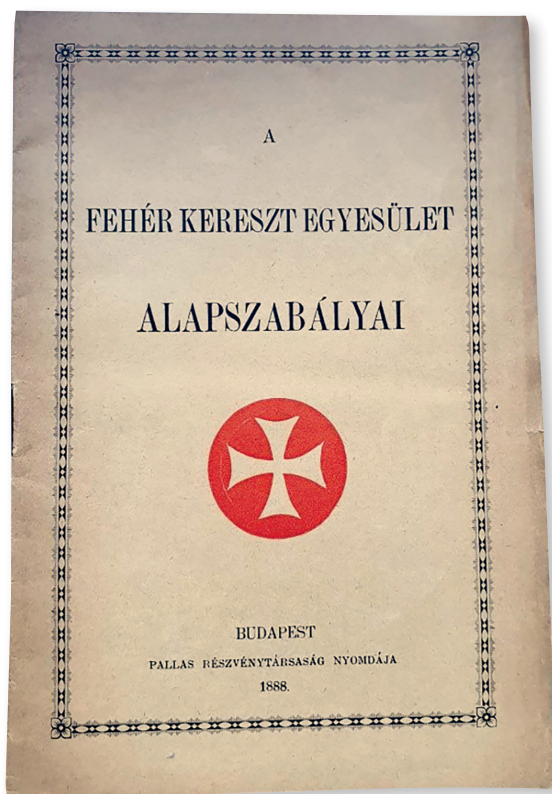 A
FEHÉR KERESZT EGYESÜLET
ALAPSZABÁLYAI
BUDAPEST
PALLAS RÉSZVÉNYTÁRSASÁG NYOMDÁJA
1888.